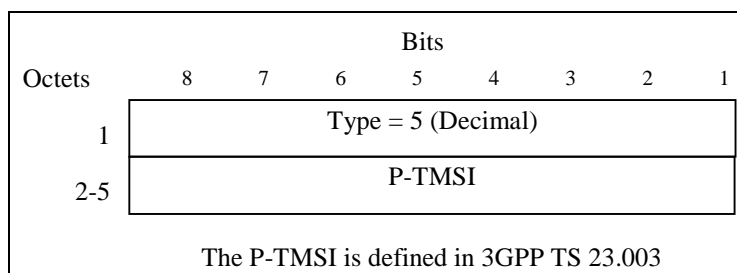 Bits
Octets 8 7 6 5 4 3 2 1
1 Type = 5 (Decimal)
2-5 P-TMSI
The P-TMSI is defined in 3GPP TS 23.003